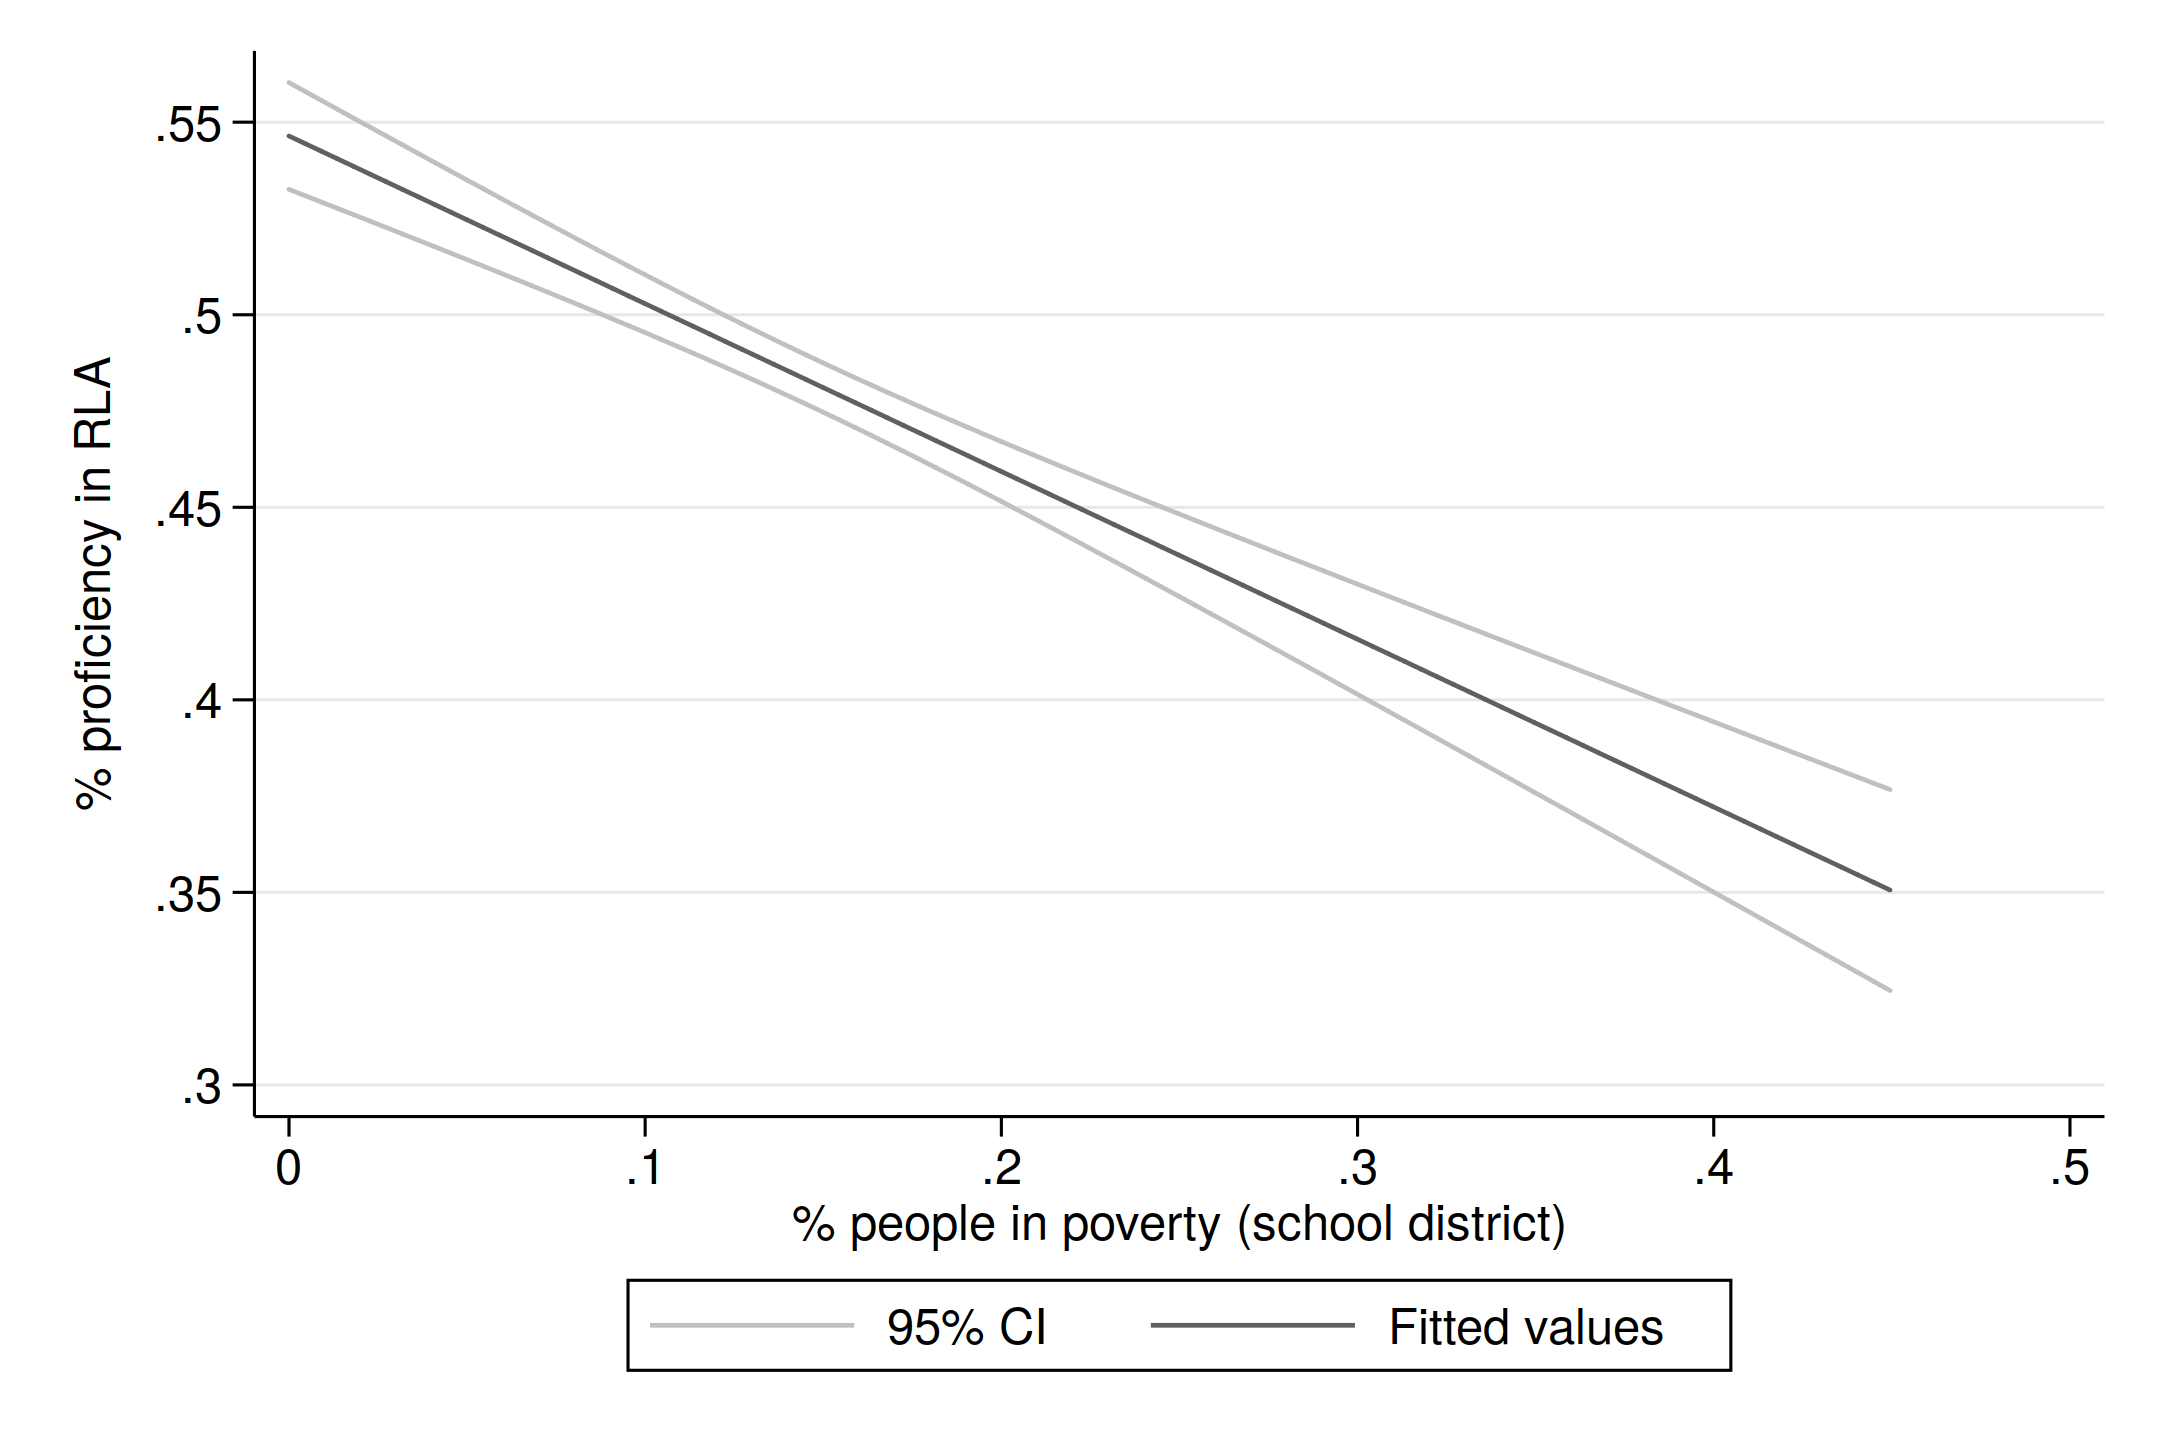 % proficiency in RLA
.55
.5
.45
.4
.35
.3
0 .1 .2 .3 .4 .5
% people in poverty (school district)
95% CI Fitted values